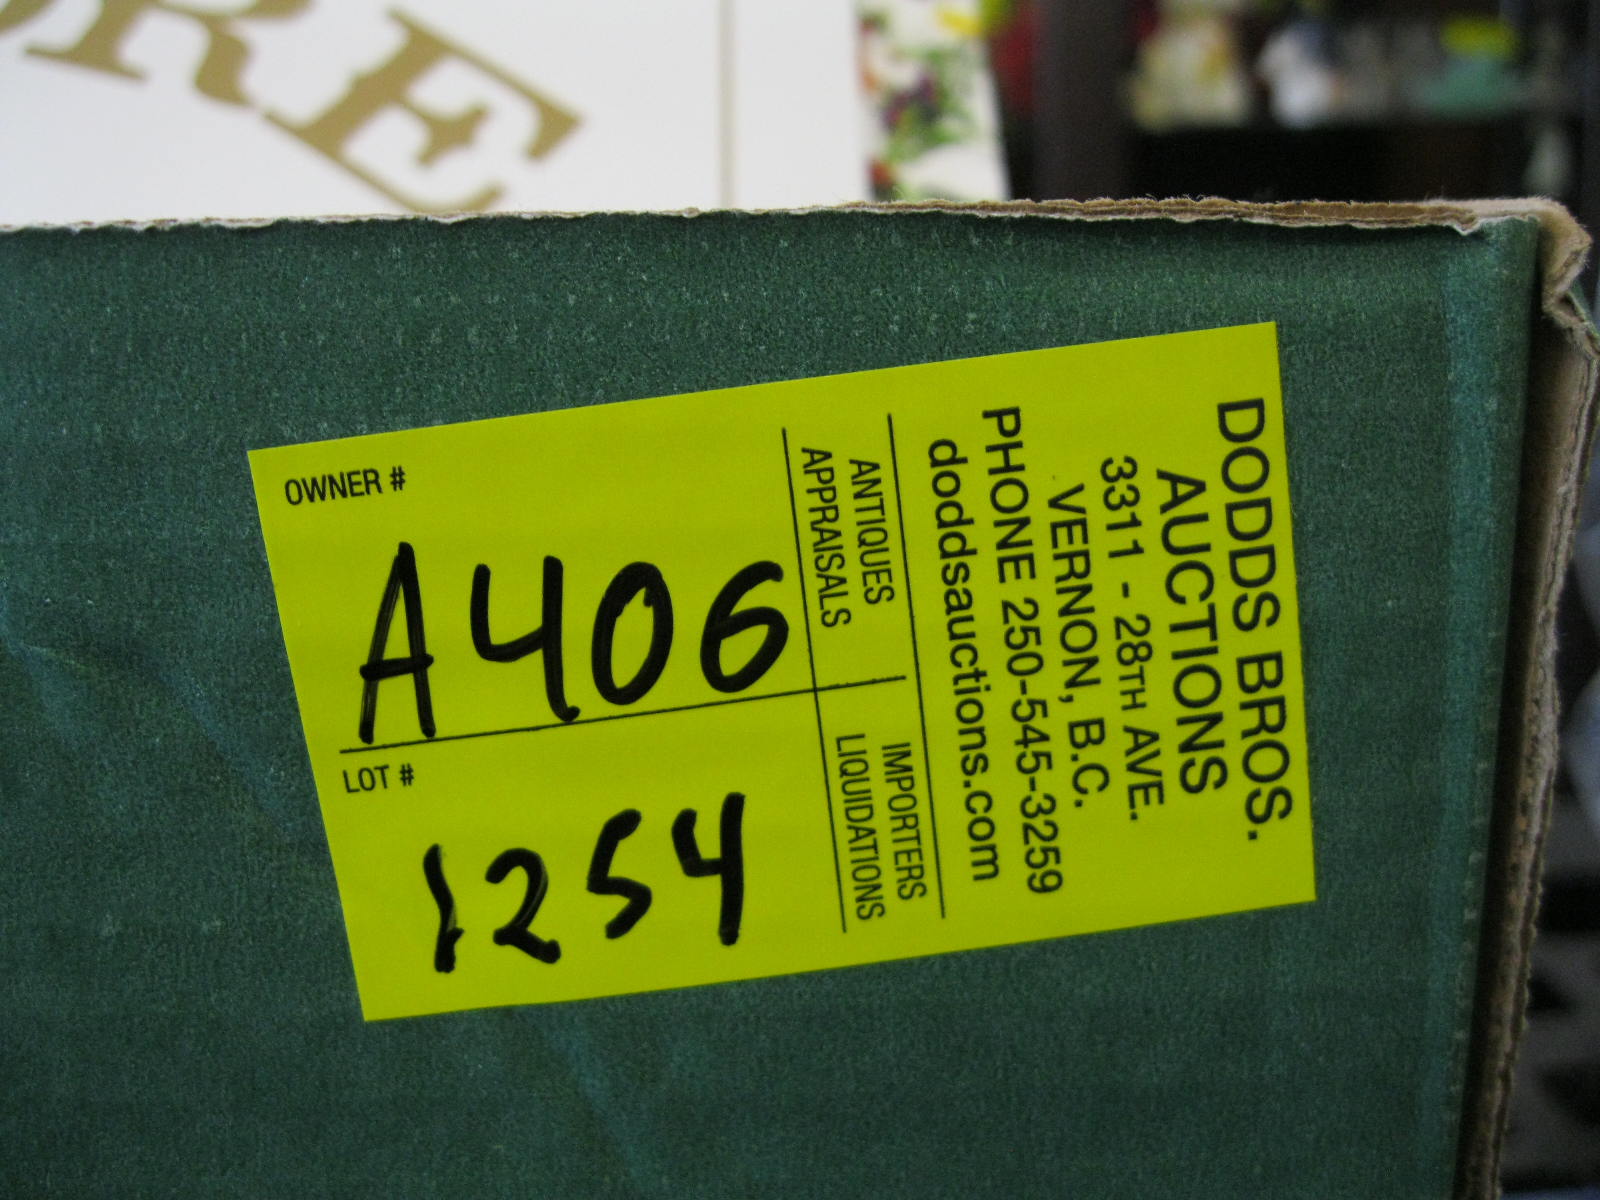 ORE
OWNER #
A406
LOT #
1254
ANTIQUES
APPRAISALS
IMPORTERS
LIQUIDATIONS
DODDS BROS.
AUCTIONS
3311 - 28TH AVE.
VERNON, B.C.
PHONE 250-545-3259
doddsauctions.com